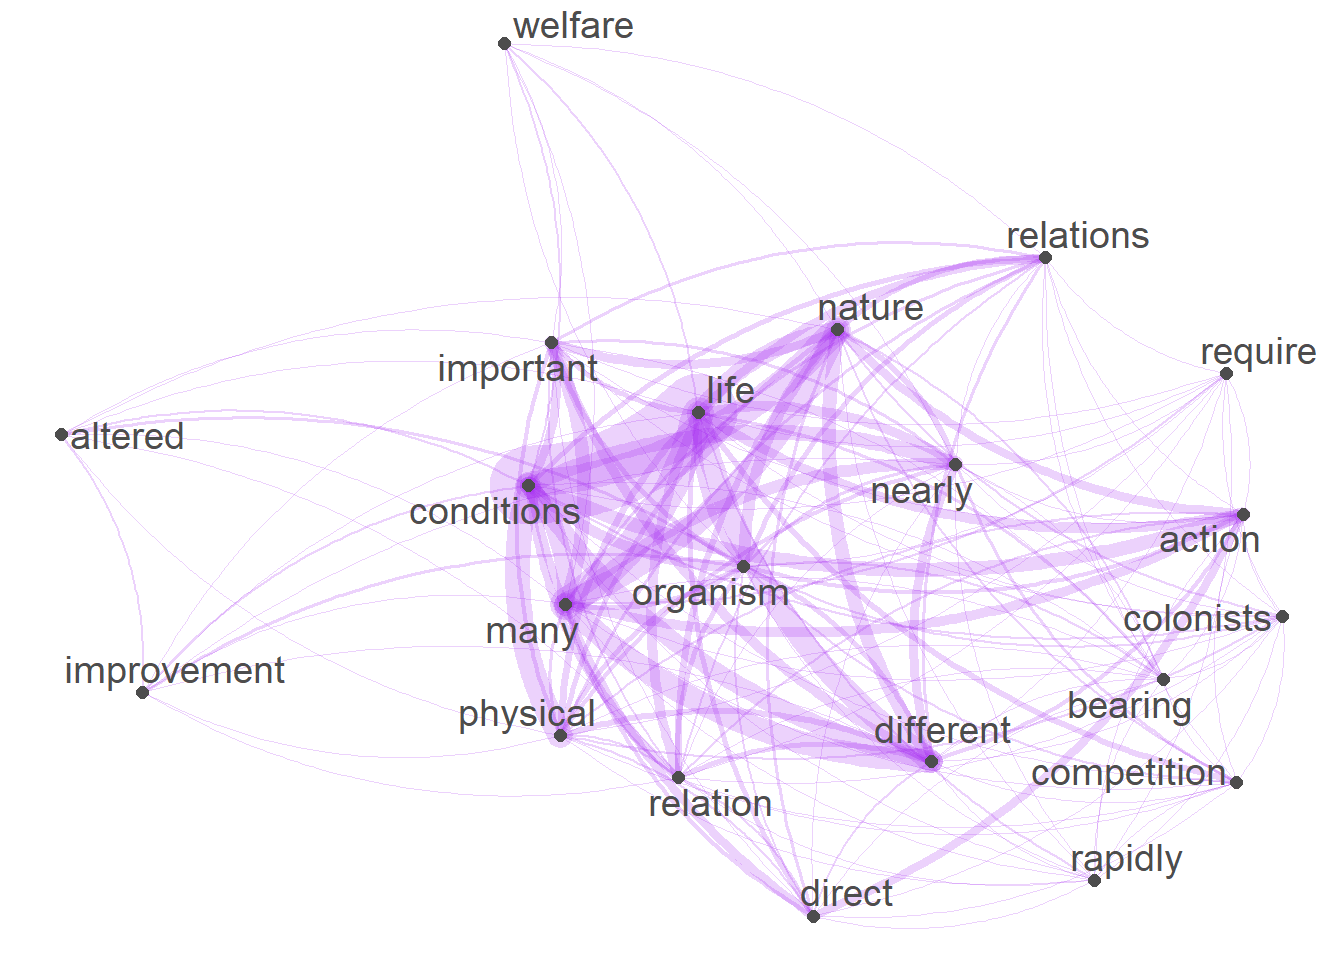 welfare
relations
nature
require
important
life
altered
nearly
conditions
action
organism
colonists
many
improvement
bearing
physical
different
competition
relation
rapidly
direct